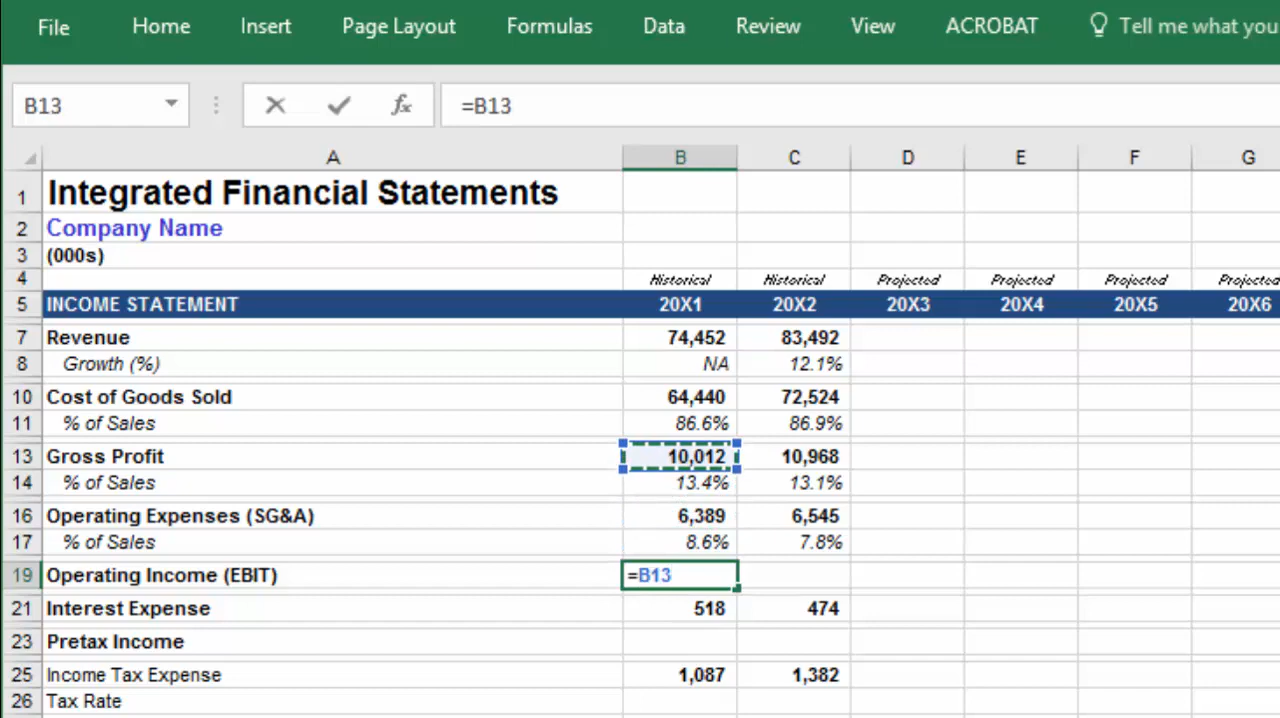 File Home Insert Page Layout Formulas Data Review View ACROBAT Tell me what you
B13 fx =B13
A B C D E F G
1 Integrated Financial Statements
2 Company Name
3 (000s)
4 Historical Historical Projected Projected Projected Projected
5 INCOME STATEMENT 20X1 20X2 20X3 20X4 20X5 20X6
7 Revenue 74,452 83,492
8 Growth (%) NA 12.1%
10 Cost of Goods Sold 64,440 72,524
11 % of Sales 86.6% 86.9%
13 Gross Profit 10,012 10,968
14 % of Sales 13.4% 13.1%
16 Operating Expenses (SG&A) 6,389 6,545
17 % of Sales 8.6% 7.8%
19 Operating Income (EBIT) =B13
21 Interest Expense 518 474
23 Pretax Income
25 Income Tax Expense 1,087 1,382
26 Tax Rate